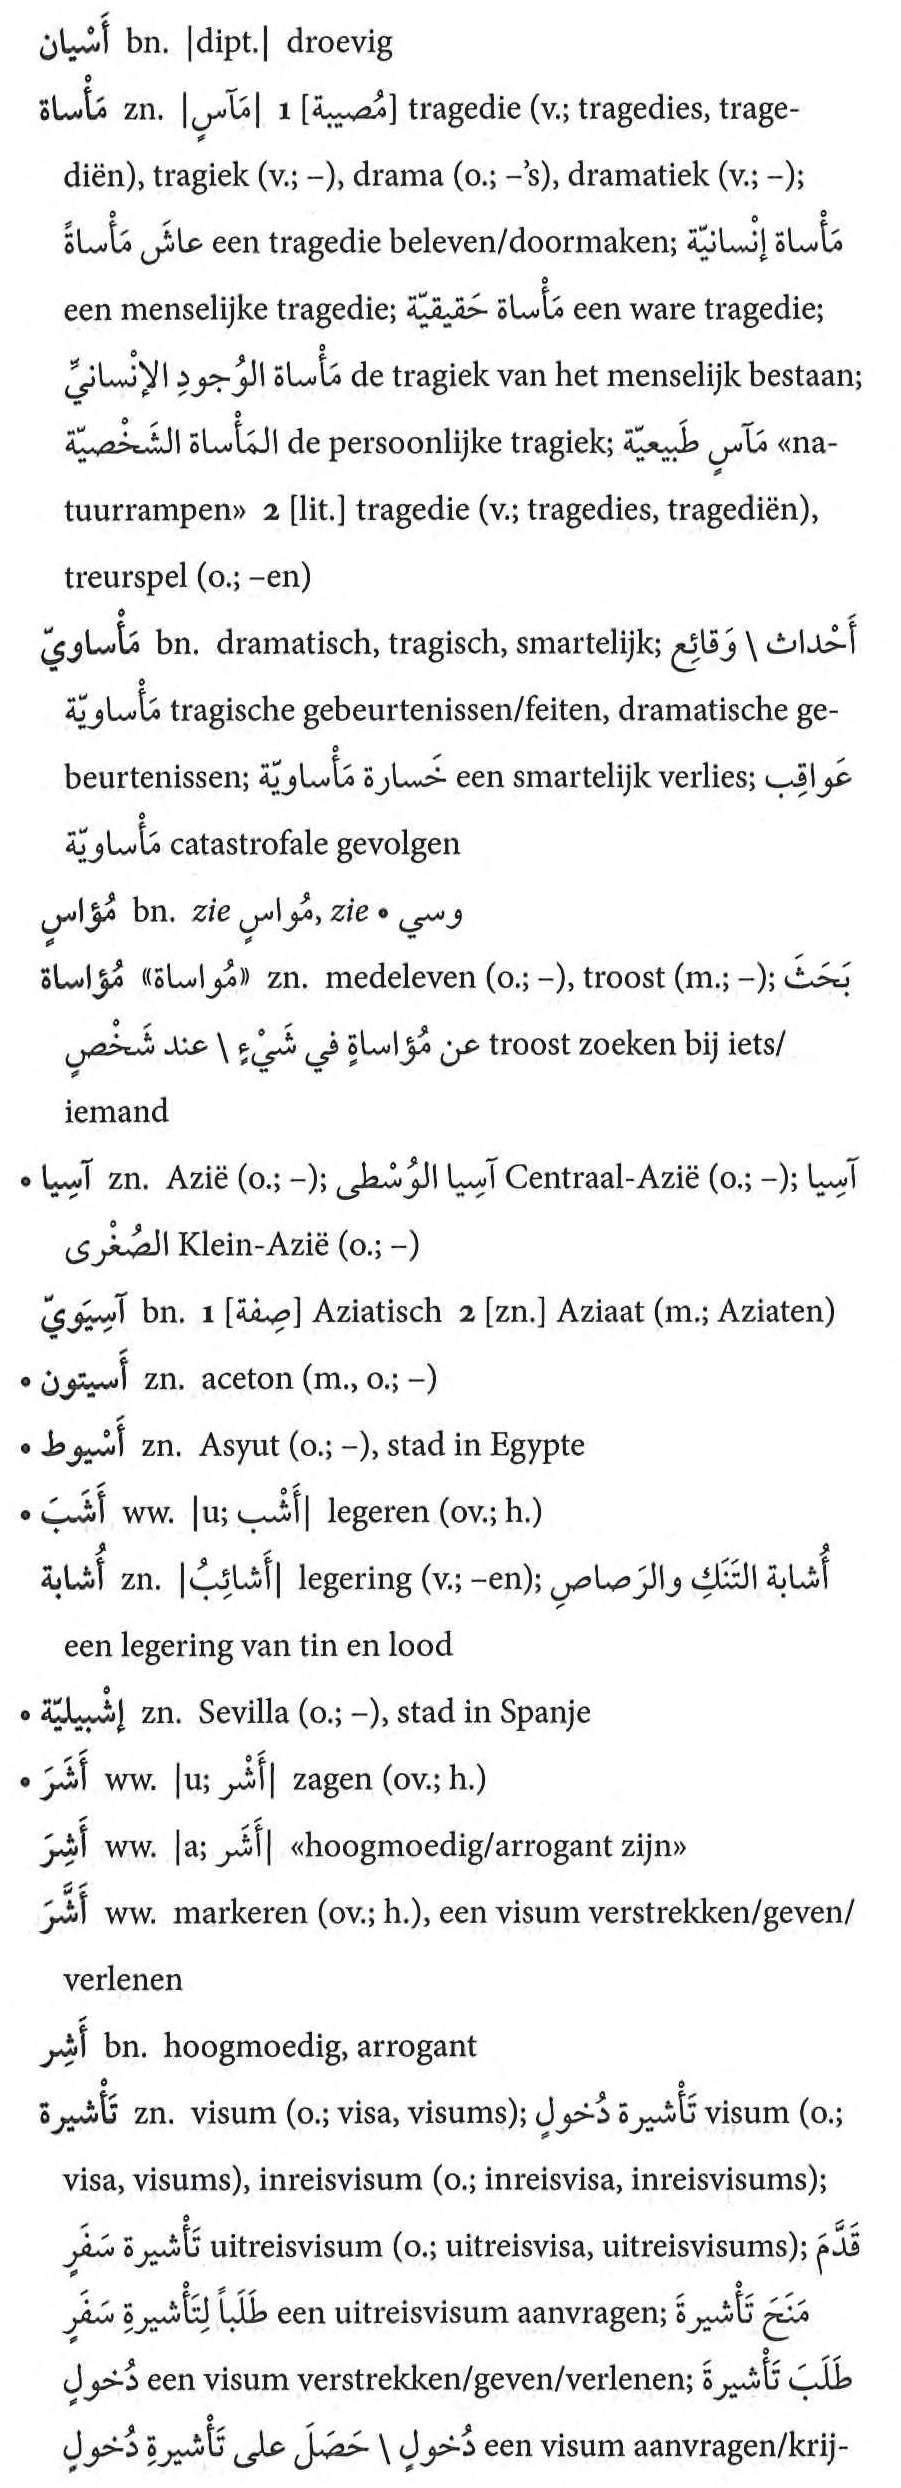 أَسْيان bn. |dipt.| droevig
مَأْساة zn. |مَآسٍ| 1 [مُصيبة] tragedie (v.; tragedies, trage-
diën), tragiek (v.; –), drama (o.; –’s), dramatiek (v.; –);
عاشَ مَأْساةً een tragedie beleven/doormaken; مَأْساة إنْسانيّة
een menselijke tragedie; مَأْساة حَقيقيّة een ware tragedie;
مَأْساة الوُجودِ الإنْسانيِّ de tragiek van het menselijk bestaan;
المَأْساة الشَخْصيّة de persoonlijke tragiek; مَآسٍ طَبيعيّة «na-
tuurrampen» 2 [lit.] tragedie (v.; tragedies, tragediën),
treurspel (o.; –en)
مَأْساويّ bn. dramatisch, tragisch, smartelijk; أَحْداث \ وَقائِع
مَأْساويّة tragische gebeurtenissen/feiten, dramatische ge-
beurtenissen; خَسارة مَأْساويّة een smartelijk verlies; عَواقِب
مَأْساويّة catastrofale gevolgen
مُؤاسٍ bn. zie مُواسٍ, zie • وسي
مُؤاساة «مُواساة» zn. medeleven (o.; –), troost (m.; –); بَحَثَ
عن مُؤاساةٍ في شَيْءٍ \ عند شَخْصٍ troost zoeken bij iets/
iemand
• آسِيا zn. Azië (o.; –); آسِيا الوُسْطى Centraal-Azië (o.; –); آسِيا
الصُغْرى Klein-Azië (o.; –)
آسِيَويّ bn. 1 [صِفة] Aziatisch 2 [zn.] Aziaat (m.; Aziaten)
• أَسيتون zn. aceton (m., o.; –)
• أَسْيوط zn. Asyut (o.; –), stad in Egypte
• أَشَبَ ww. |u; أَشْب| legeren (ov.; h.)
أُشابة zn. |أَشائِبُ| legering (v.; –en); أُشابة التَنَكِ والرَصاصِ
een legering van tin en lood
• إشْبيليّة zn. Sevilla (o.; –), stad in Spanje
• أَشَرَ ww. |u; أَشْر| zagen (ov.; h.)
أَشِرَ ww. |a; أَشَر| «hoogmoedig/arrogant zijn»
أَشَّرَ ww. markeren (ov.; h.), een visum verstrekken/geven/
verlenen
أَشِر bn. hoogmoedig, arrogant
تَأْشيرة zn. visum (o.; visa, visums); تَأْشيرة دُخولٍ visum (o.;
visa, visums), inreisvisum (o.; inreisvisa, inreisvisums);
تَأْشيرة سَفَرٍ uitreisvisum (o.; uitreisvisa, uitreisvisums); قَدَّمَ
طَلَباً لِتَأْشيرةِ سَفَرٍ een uitreisvisum aanvragen; مَنَحَ تَأْشيرةَ
دُخولٍ een visum verstrekken/geven/verlenen; طَلَبَ تَأْشيرةَ
دُخولٍ \ حَصَلَ على تَأْشيرةِ دُخولٍ een visum aanvragen/krij-